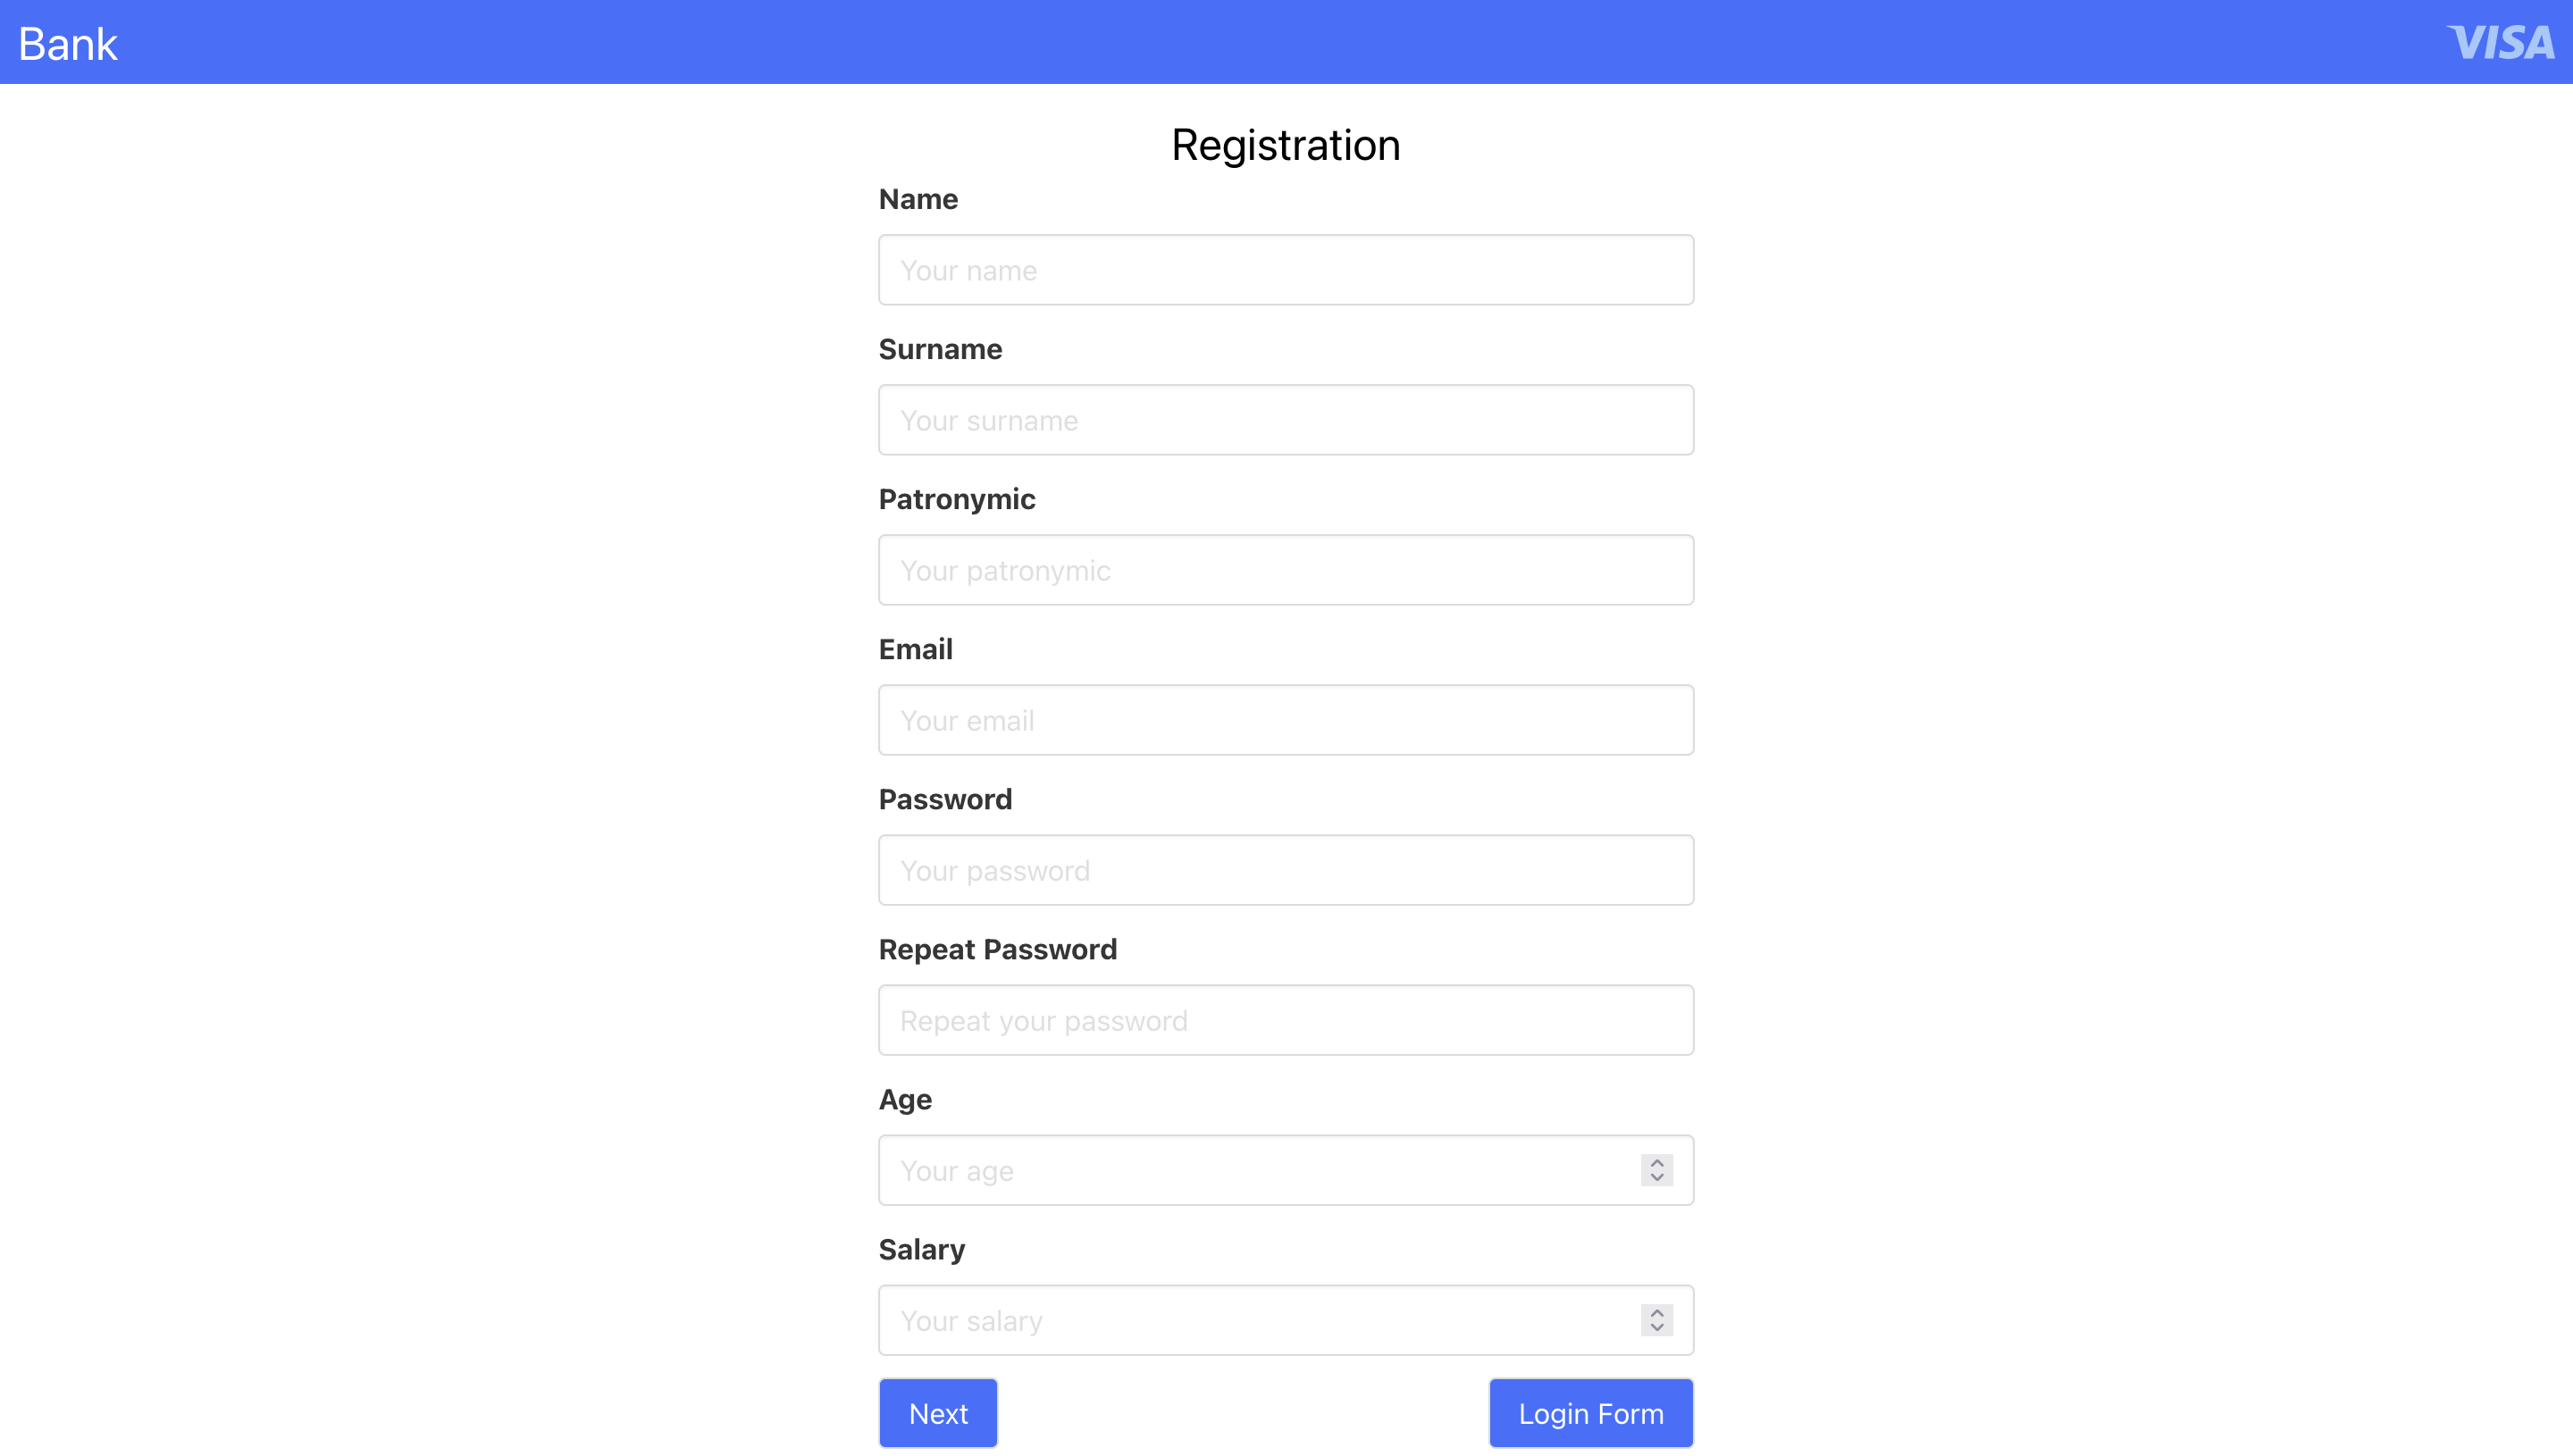 Bank
VISA
Registration
Name
Your name
Surname
Your surname
Patronymic
Your patronymic
Email
Your email
Password
Your password
Repeat Password
Repeat your password
Age
Your age
Salary
Your salary
Next
Login Form